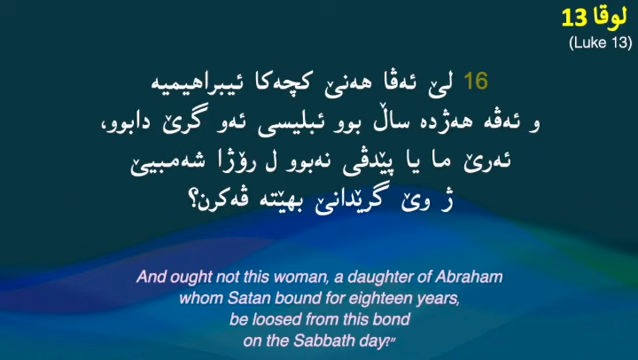 لوقا 13
(Luke 13)
16 لێ ئەڤا هەنێ کچەکا ئیبراهیمیە
و ئەڤە هەژدە ساڵ بوو ئبلیسی ئەو گرێ دابوو،
ئەرێ ما یا پێدڤی نەبوو ل رۆژا شەمبیێ
ژ وێ گرێدانێ بهێتە ڤەکرن؟
And ought not this woman, a daughter of Abraham
whom Satan bound for eighteen years,
be loosed from this bond
on the Sabbath day?"